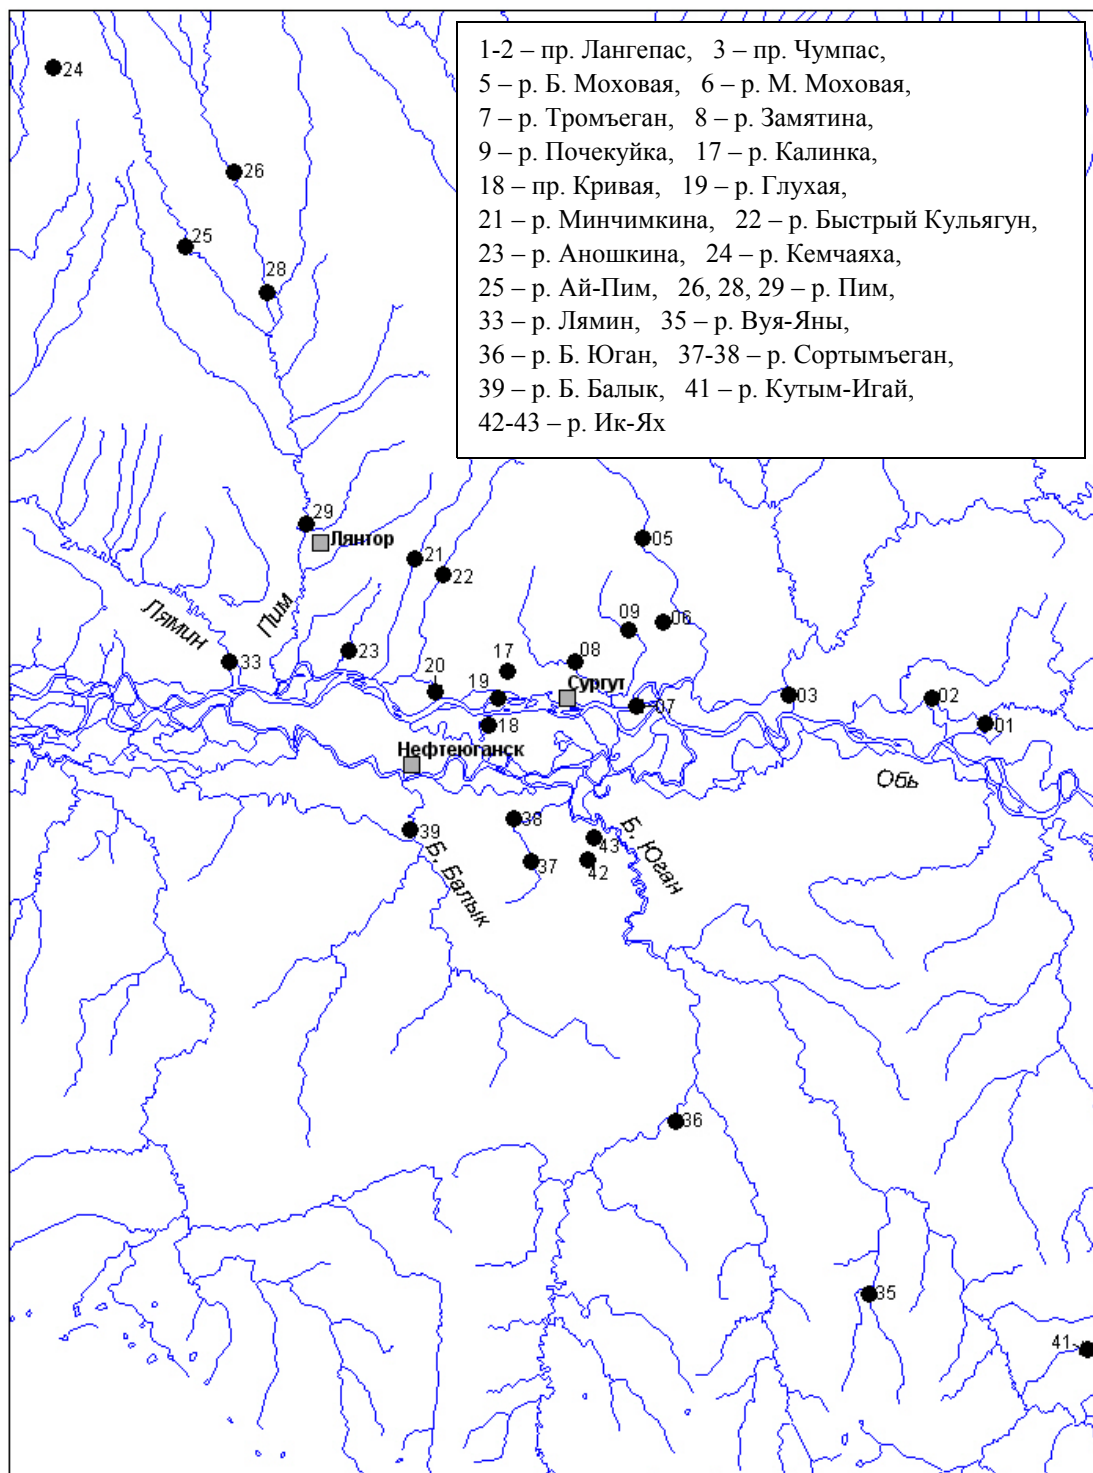 1-2 – пр. Лангепас, 3 – пр. Чумпас,
5 – р. Б. Моховая, 6 – р. М. Моховая,
7 – р. Тромъеган, 8 – р. Замятина,
9 – р. Почекуйка, 17 – р. Калинка,
18 – пр. Кривая, 19 – р. Глухая,
21 – р. Минчимкина, 22 – р. Быстрый Кульягун,
23 – р. Аношкина, 24 – р. Кемчаяха,
25 – р. Ай-Пим, 26, 28, 29 – р. Пим,
33 – р. Лямин, 35 – р. Вуя-Яны,
36 – р. Б. Юган, 37-38 – р. Сортымъеган,
39 – р. Б. Балык, 41 – р. Кутым-Игай,
42-43 – р. Ик-Ях
24
26
25
28
29
Лянтор
21
22
05
09
06
Лямин
Пим
33
23
20
17
19
08
Сургут
18
07
03
02
01
Нефтеюганск
Обь
39
38
Б. Юган
43
42
37
Б. Балык
36
35
41